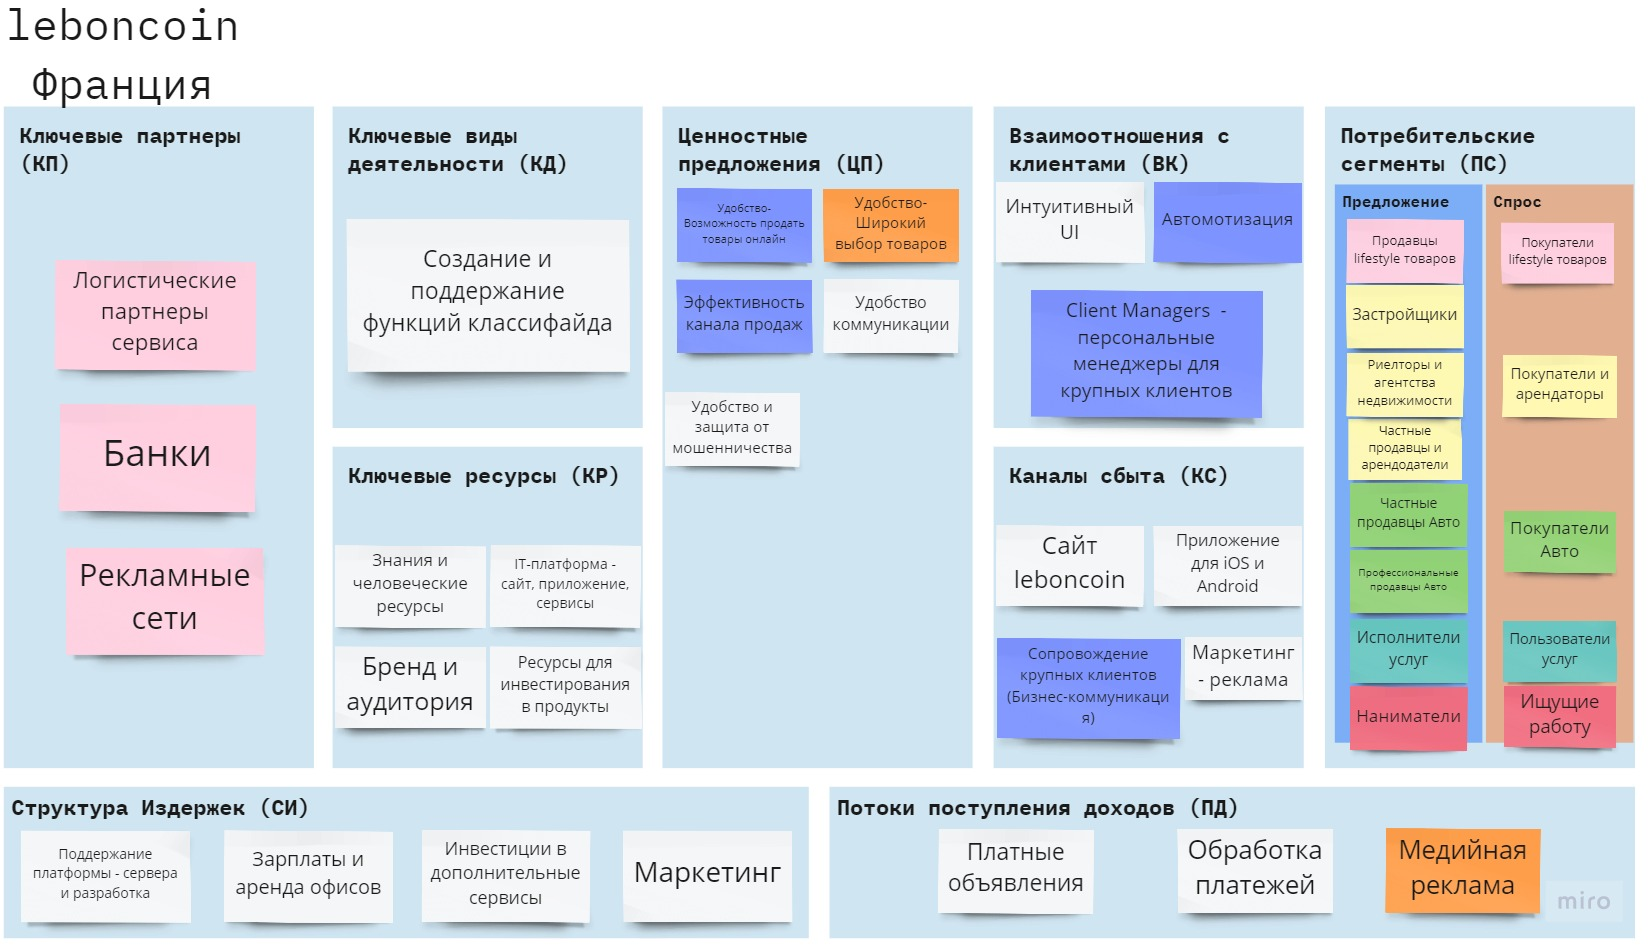 leboncoin
Франция
Ключевые партнеры
(КП)
Логистические
партнеры
сервиса
Банки
Рекламные
сети
Ключевые виды
деятельности (КД)
Создание и
поддержание
функций классифайда
Ключевые ресурсы (КР)
Знания и
человеческие
ресурсы
IT-платформа -
сайт, приложение,
сервисы
Бренд и
аудитория
Ресурсы для
инвестирования
в продукты
Ценностные
предложения (ЦП)
Удобство-
Возможность продать
товары онлайн
Удобство-
Широкий
выбор товаров
Эффективность
канала продаж
Удобство
коммуникации
Удобство и
защита от
мошенничества
Взаимоотношения с
клиентами (ВК)
Интуитивный
UI
Автомотизация
Client Managers -
персональные
менеджеры для
крупных клиентов
Каналы сбыта (КС)
Сайт
leboncoin
Приложение
для iOS и
Android
Сопровождение
крупных клиентов
(Бизнес-коммуникаци
я)
Маркетинг
- реклама
Потребительские
сегменты (ПС)
Предложение
Продавцы
lifestyle товаров
Застройщики
Риелторы и
агентства
недвижимости
Частные
продавцы и
арендодатели
Частные
продавцы Авто
Профессиональные
продавцы Авто
Исполнители
услуг
Наниматели
Спрос
Покупатели
lifestyle товаров
Покупатели и
арендаторы
Покупатели
Авто
Пользователи
услуг
Ищущие
работу
Структура Издержек (СИ)
Поддержание
платформы - сервера
и разработка
Зарплаты и
аренда офисов
Инвестиции в
дополнительные
сервисы
Маркетинг
Потоки поступления доходов (ПД)
Платные
объявления
Обработка
платежей
Медийная
реклама
miro